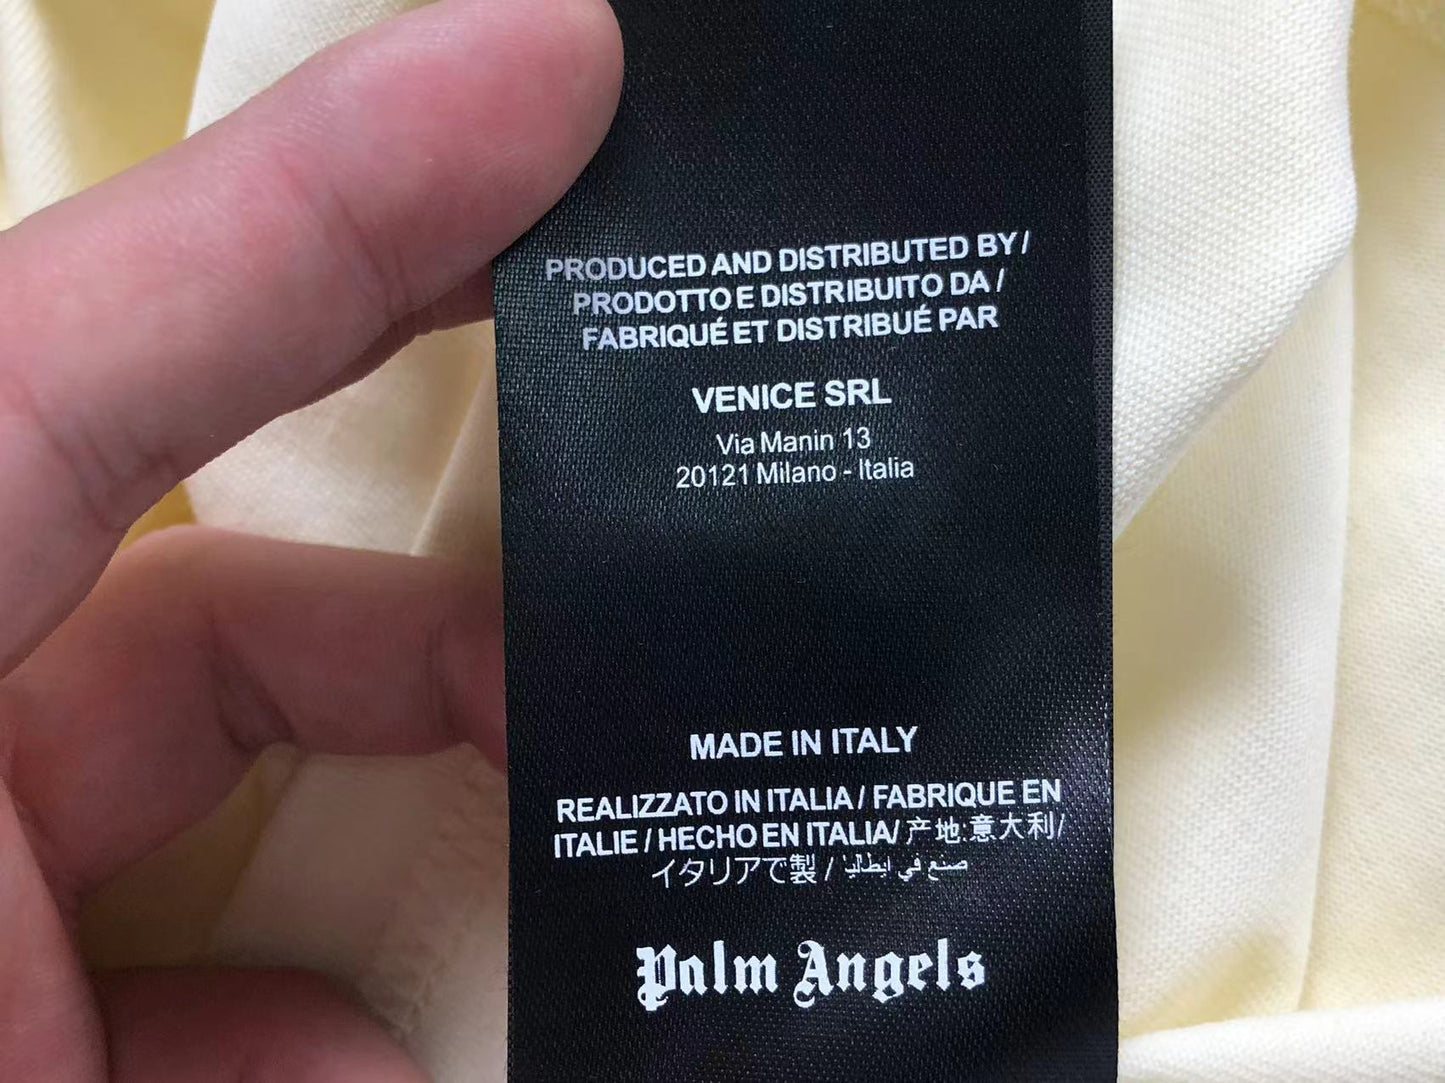 PRODUCED AND DISTRIBUTED BY /
PRODOTTO E DISTRIBUITO DA /
FABRIQUÉ ET DISTRIBUÉ PAR
VENICE SRL
Via Manin 13
20121 Milano - Italia
MADE IN ITALY
REALIZZATO IN ITALIA / FABRIQUE EN
ITALIE / HECHO EN ITALIA/ 产地:意大利/
イタリアで製 / صنع في ايطاليا
Palm Angels